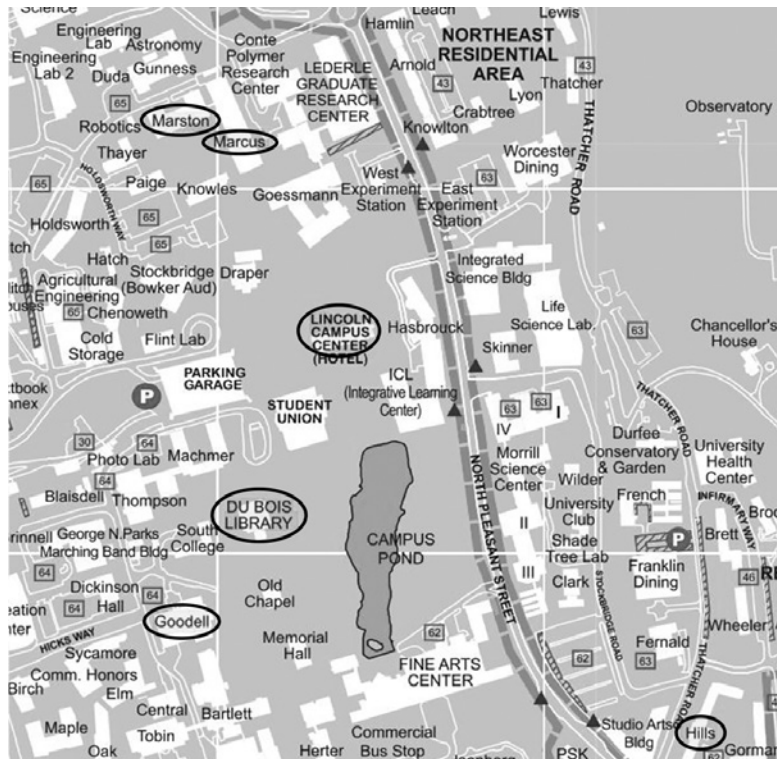 Science
Engineering
Lab
Astronomy
Engineering
Lab 2
Duda
Gunness
Conte
Polymer
Research
Center
LEDERLE
GRADUATE
RESEARCH
CENTER
Hamlin
Leach
NORTHEAST
RESIDENTIAL
AREA
Lewis
Arnold
43
Lyon
Thatcher
43
Crabtree
Knowlton
THATCHER ROAD
Observatory
65
Robotics
Marston
Marcus
Thayer
HOLDSWORTH WAY
65
Paige
Knowles
Goessmann
West
Experiment
Station
East
Experiment
Station
63
Worcester
Dining
Holdsworth
65
65
Hatch
Stockbridge
(Bowker Aud)
Draper
Agricultural
Engineering
65
Chenoweth
Cold
Storage
Flint Lab
LINCOLN
CAMPUS
CENTER
(HOTEL)
Hasbrouck
Integrated
Science Bldg
Life
Science Lab.
Skinner
63
Chancellor's
House
PARKING
GARAGE
P
STUDENT
UNION
ICL
(Integrative Learning
Center)
63
63
I
IV
Morrill
Science
Center
II
III
NORTH PLEASANT STREET
THATCHER ROAD
Durfee
Conservatory
& Garden
University
Health
Center
Wilder
University
Club
French
INFIRMARY WAY
Shade
Tree Lab
P
Brett
Clark
Franklin
Dining
46
STOCKBRIDGE ROAD
30
64
Photo Lab
Machmer
64
Blaisdell
Thompson
DU BOIS
LIBRARY
George N.Parks
Marching Band Bldg
South
College
CAMPUS
POND
64
Dickinson
Hall
64
64
Goodell
Old
Chapel
Memorial
Hall
HICKS WAY
62
FINE ARTS
CENTER
62
Fernald
63
THATCHER ROAD
Wheeler
Sycamore
Comm. Honors
Birch
Elm
Central
Bartlett
Maple
Tobin
Oak
Herter
Commercial
Bus Stop
PSK
Studio Arts
Bldg
Hills
62